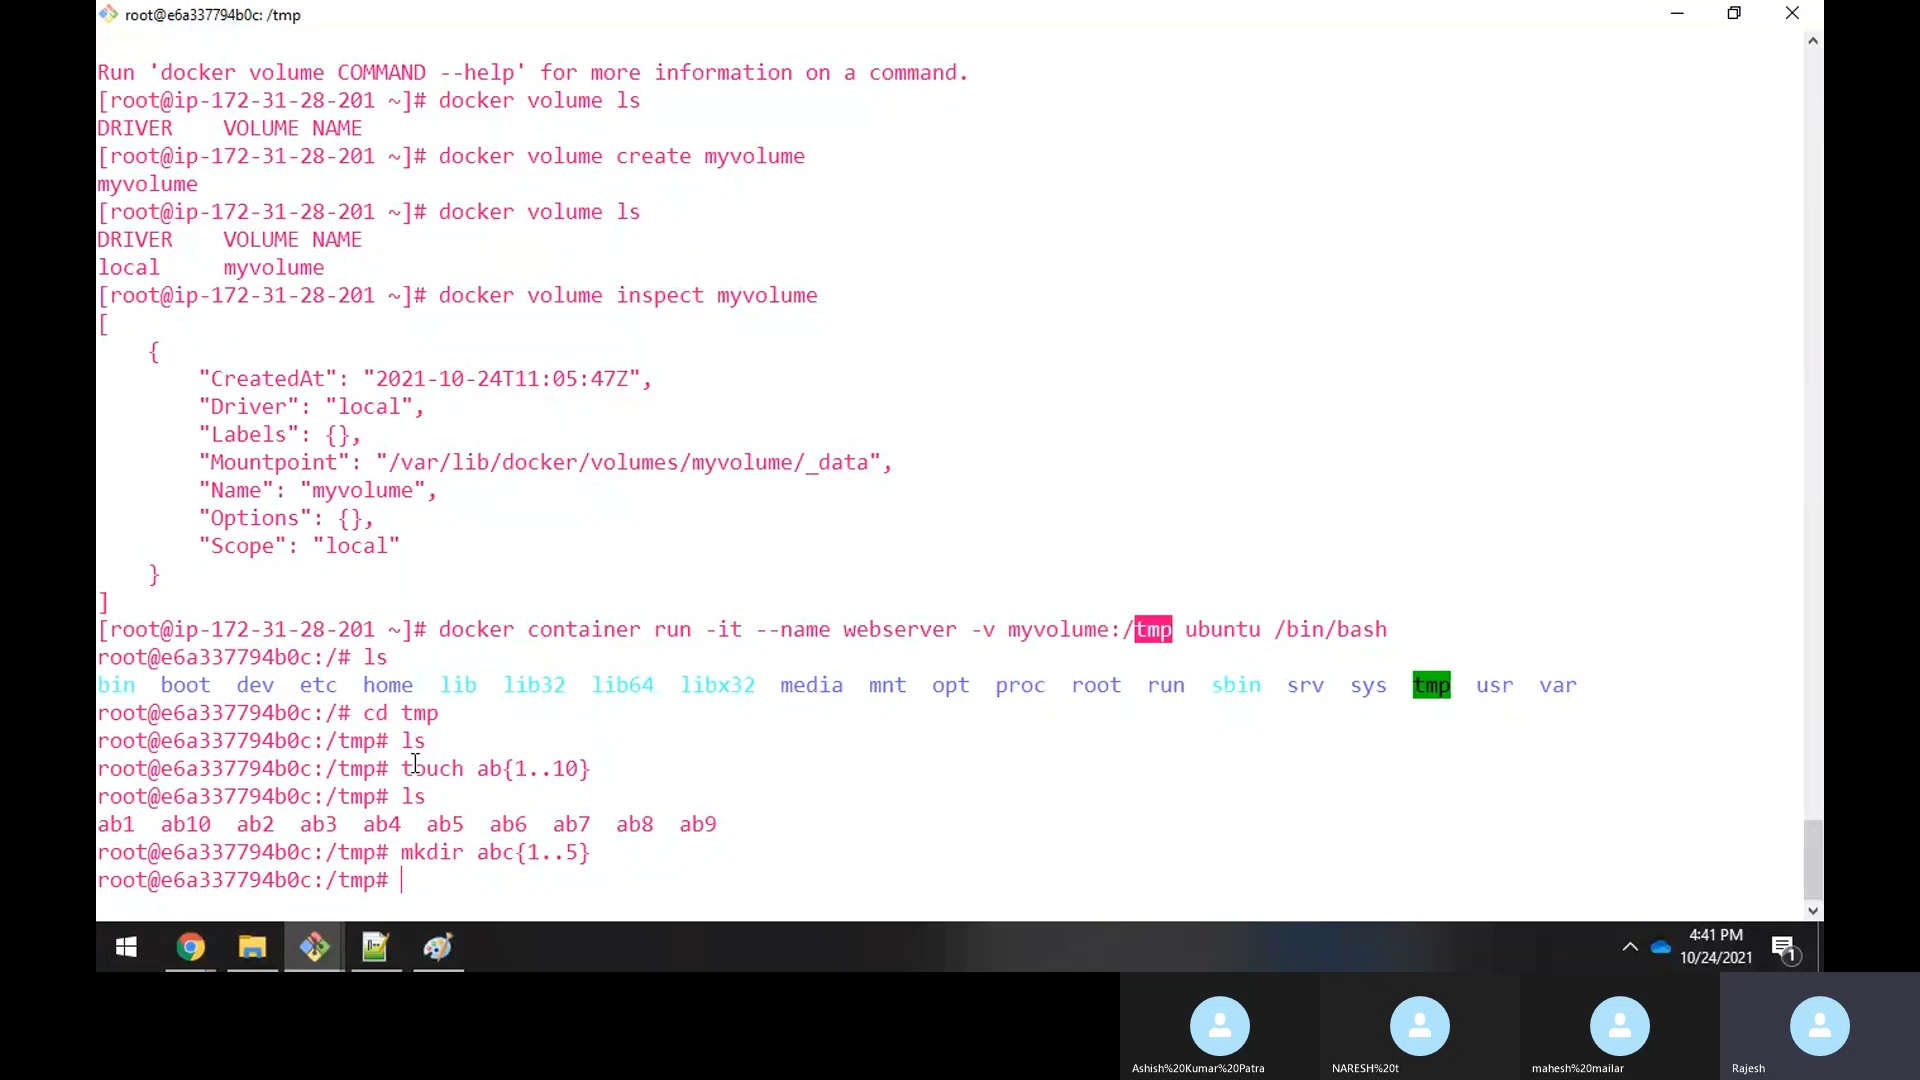 root@e6a337794b0c: /tmp
Run 'docker volume COMMAND --help' for more information on a command.
[root@ip-172-31-28-201 ~]# docker volume ls
DRIVER    VOLUME NAME
[root@ip-172-31-28-201 ~]# docker volume create myvolume
myvolume
[root@ip-172-31-28-201 ~]# docker volume ls
DRIVER    VOLUME NAME
local     myvolume
[root@ip-172-31-28-201 ~]# docker volume inspect myvolume
[
    {
        "CreatedAt": "2021-10-24T11:05:47Z",
        "Driver": "local",
        "Labels": {},
        "Mountpoint": "/var/lib/docker/volumes/myvolume/_data",
        "Name": "myvolume",
        "Options": {},
        "Scope": "local"
    }
]
[root@ip-172-31-28-201 ~]# docker container run -it --name webserver -v myvolume:/tmp ubuntu /bin/bash
root@e6a337794b0c:/# ls
bin  boot  dev  etc  home  lib  lib32  lib64  libx32  media  mnt  opt  proc  root  run  sbin  srv  sys  tmp  usr  var
root@e6a337794b0c:/# cd tmp
root@e6a337794b0c:/tmp# ls
root@e6a337794b0c:/tmp# touch ab{1..10}
root@e6a337794b0c:/tmp# ls
ab1  ab10  ab2  ab3  ab4  ab5  ab6  ab7  ab8  ab9
root@e6a337794b0c:/tmp# mkdir abc{1..5}
root@e6a337794b0c:/tmp#
4:41 PM
10/24/2021
1
Ashish%20Kumar%20Patra
NARESH%20t
mahesh%20mailar
Rajesh